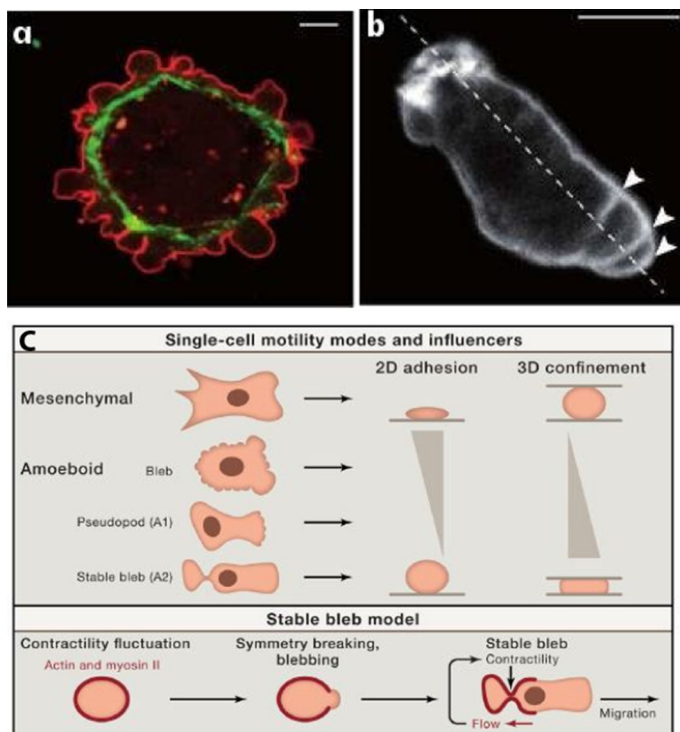 a
b
C
Single-cell motility modes and influencers
2D adhesion
3D confinement
Mesenchymal
Amoeboid
Bleb
Pseudopod (A1)
Stable bleb (A2)
Stable bleb model
Contractility fluctuation
Actin and myosin II
Symmetry breaking,
blebbing
Stable bleb
Contractility
Flow
Migration